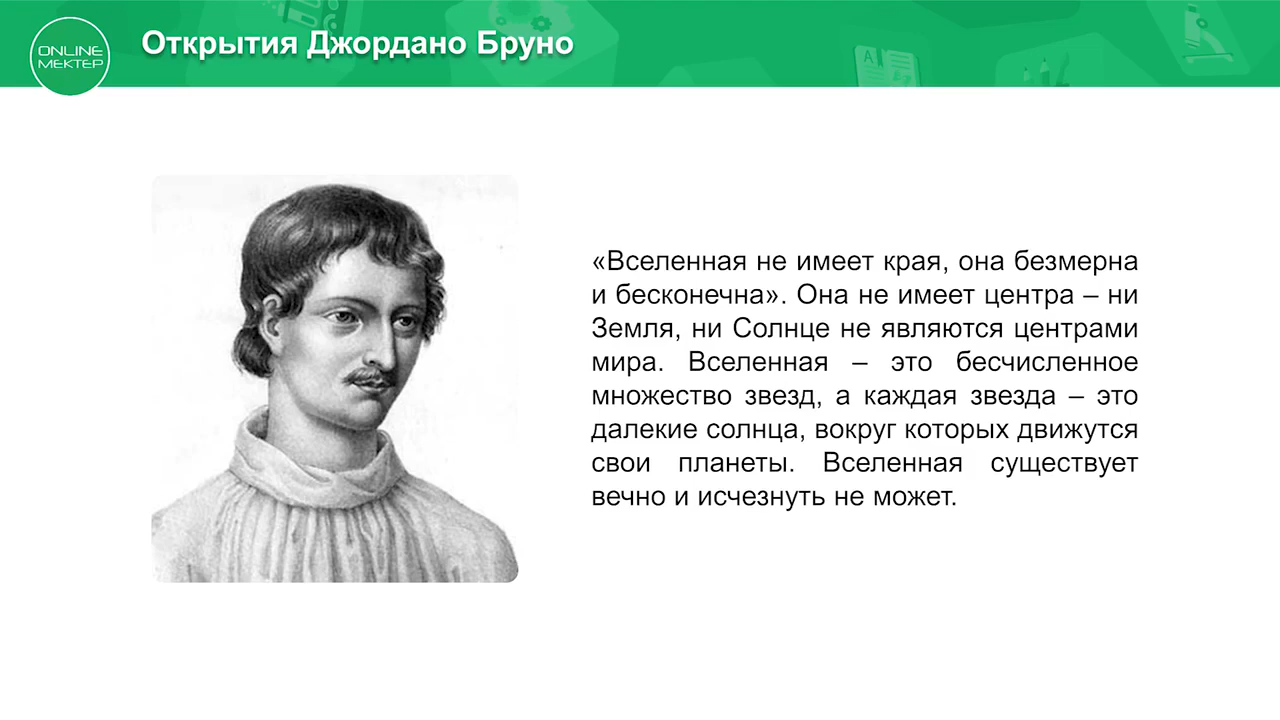 ONLINE
МЕКТЕР
Открытия Джордано Бруно
«Вселенная не имеет края, она безмерна
и бесконечна». Она не имеет центра – ни
Земля, ни Солнце не являются центрами
мира. Вселенная – это бесчисленное
множество звезд, а каждая звезда – это
далекие солнца, вокруг которых движутся
свои планеты. Вселенная существует
вечно и исчезнуть не может.